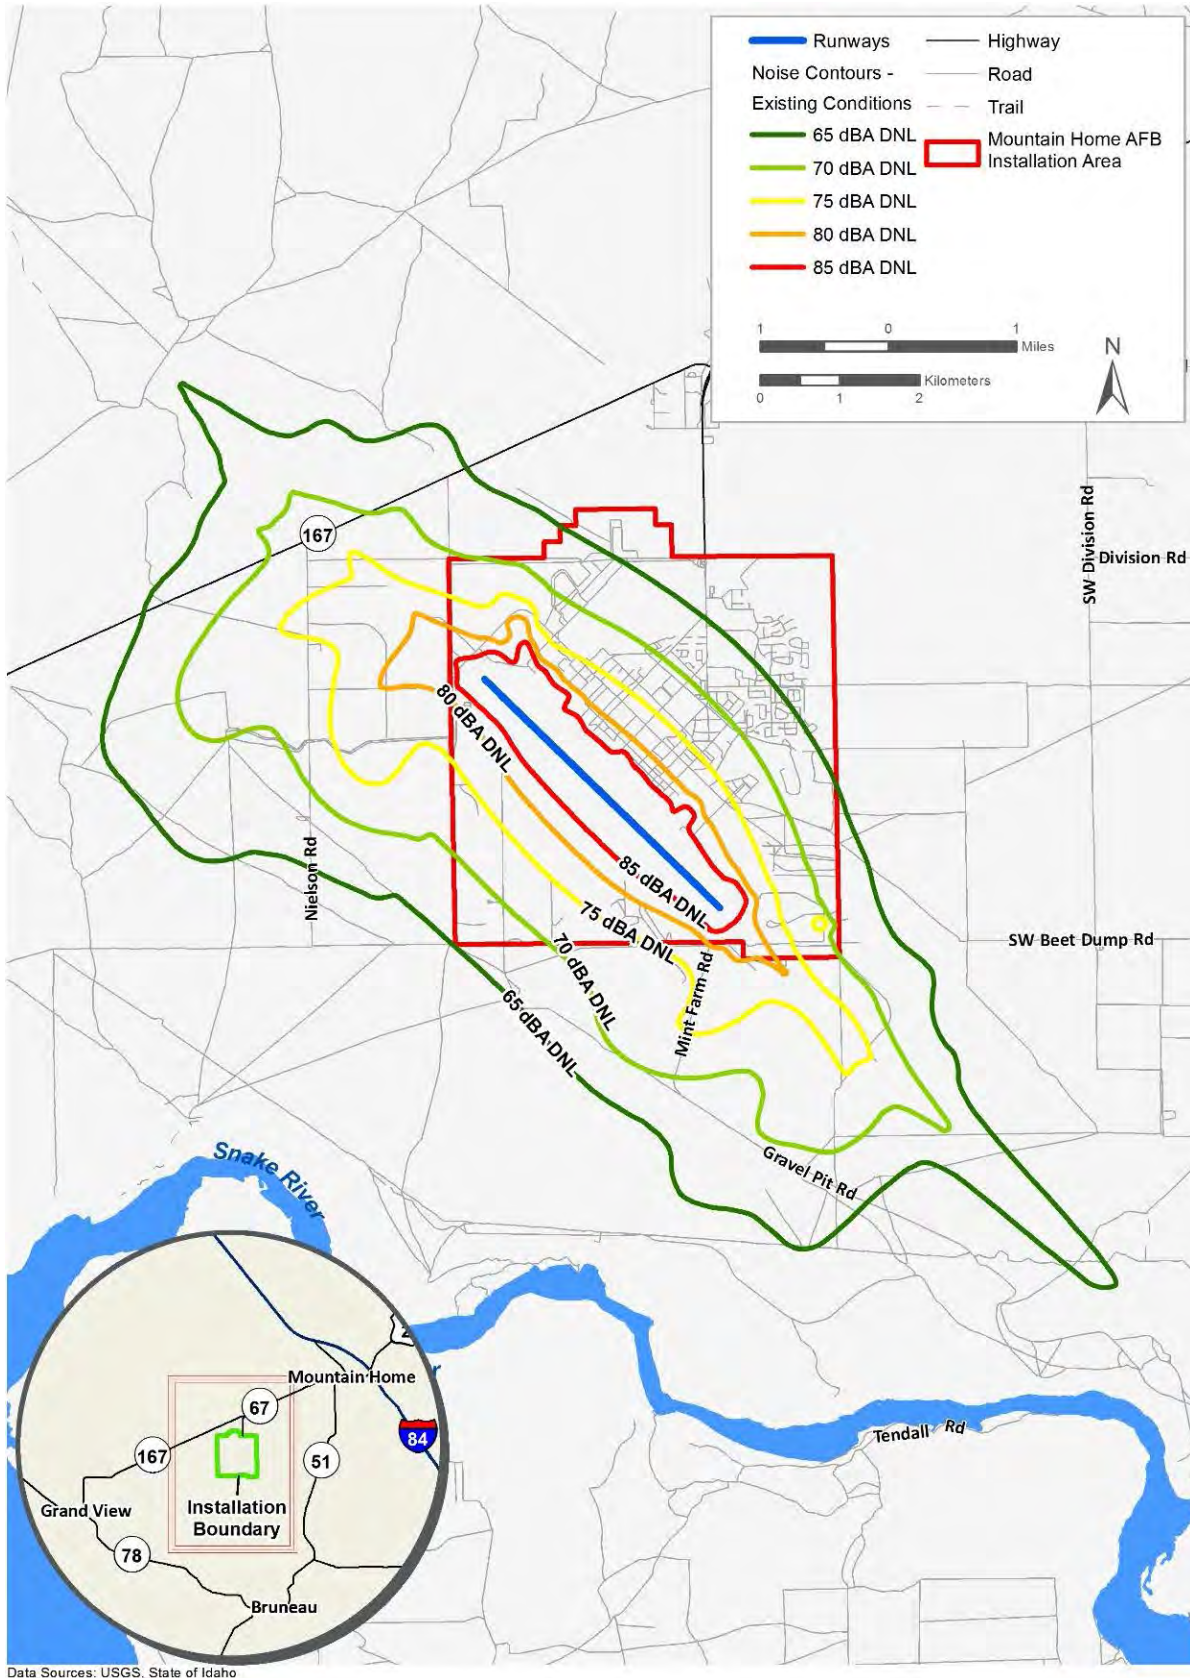 Runways
Highway
Noise Contours -
Road
Existing Conditions
Trail
65 dBA DNL
Mountain Home AFB
Installation Area
70 dBA DNL
75 dBA DNL
80 dBA DNL
85 dBA DNL
1 0 1
Miles
Kilometers
0 1 2
N
167
SW Division Rd
Division Rd
80 dBA DNL
Nielson Rd
85 dBA DNL
75 dBA DNL
70 dBA DNL
65 dBA DNL
Mint Farm Rd
SW Beet Dump Rd
Gravel Pit Rd
Snake River
Mountain Home
67
84
167
51
Grand View
Installation
Boundary
78
Bruneau
Tendall Rd
Data Sources: USGS, State of Idaho